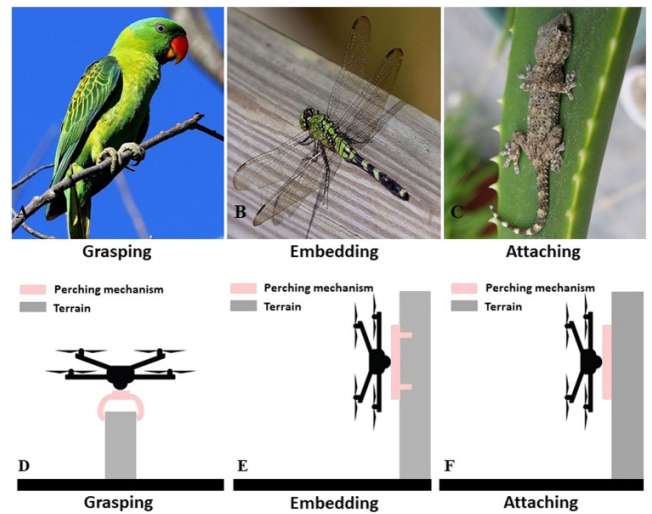 B
C
Grasping
Embedding
Attaching
Perching mechanism
Terrain
Perching mechanism
Terrain
Perching mechanism
Terrain
D
E
F
Grasping
Embedding
Attaching